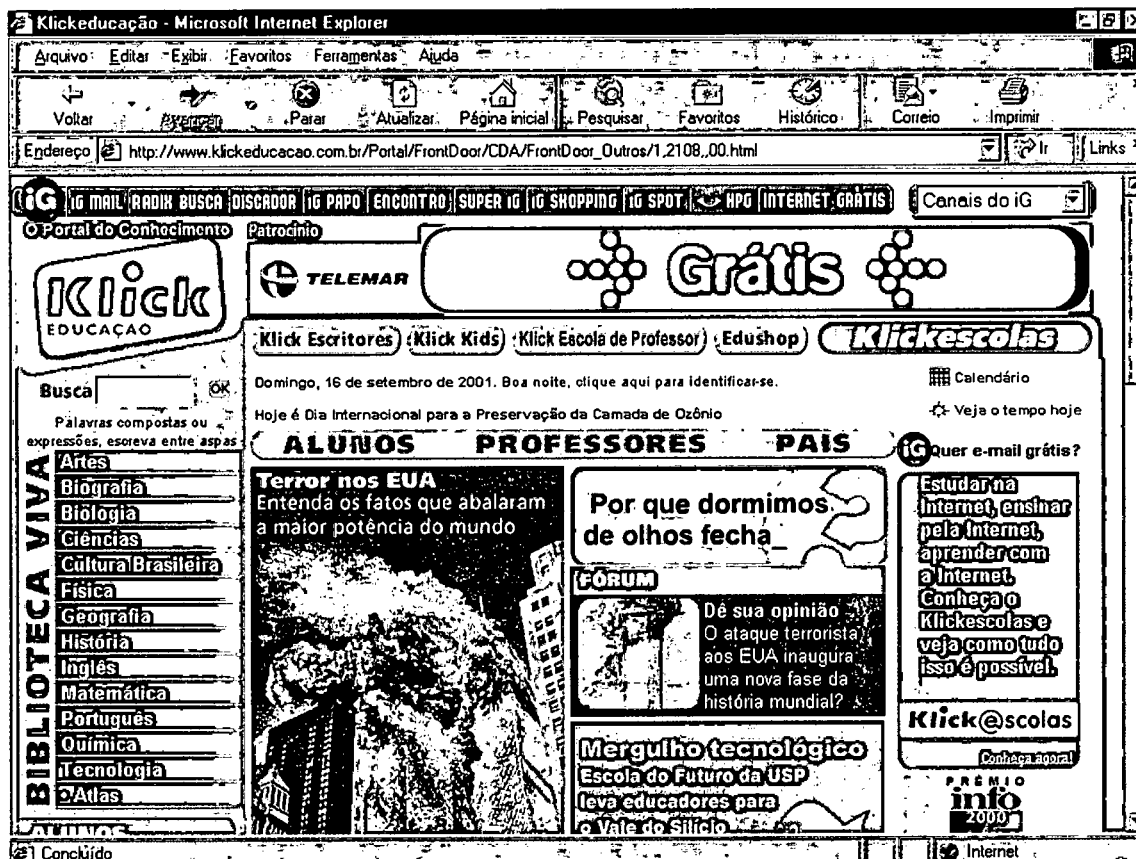 Klickeducação - Microsoft Internet Explorer
Arquivo Editar Exibir Favoritos Ferramentas Ajuda
Voltar Avançar Parar Atualizar Página inicial Pesquisar Favoritos Histórico Correio Imprimir
Endereço http://www.klickeducacao.com.br/Portal/FrontDoor/CDA/FrontDoor_Outros/1,2108,,00.html Ir Links
iG iG MAIL RADIX BUSCA DISCADOR iG PAPO ENCONTRO SUPER iG iG SHOPPING iG SPOT HPG INTERNET GRÁTIS Canais do iG
O Portal do Conhecimento
Klick
EDUCAÇÃO
Patrocínio
TELEMAR
Grátis
Klick Escritores Klick Kids Klick Escola de Professor Edushop Klickescolas
Busca OK
Palavras compostas ou
expressões, escreva entre aspas
Domingo, 16 de setembro de 2001. Boa noite, clique aqui para identificar-se.
Hoje é Dia Internacional para a Preservação da Camada de Ozônio
Calendário
Veja o tempo hoje
ALUNOS PROFESSORES PAIS
BIBLIOTECA VIVA
Artes
Biografia
Biologia
Ciências
Cultura Brasileira
Física
Geografia
História
Inglês
Matemática
Português
Química
Tecnologia
Atlas
ALUNOS
Terror nos EUA
Entenda os fatos que abalaram
a maior potência do mundo
Por que dormimos
de olhos fecha_
FÓRUM
Dê sua opinião
O ataque terrorista
aos EUA inaugura
uma nova fase da
história mundial?
Mergulho tecnológico
Escola do Futuro da USP
leva educadores para
o Vale do Silício
iG Quer e-mail grátis?
Estudar na
Internet, ensinar
pela Internet,
aprender com
a Internet.
Conheça o
Klickescolas e
veja como tudo
isso é possível.
Klick@scolas
Conheça agora!
PRÊMIO
info
2000
Concluído Internet